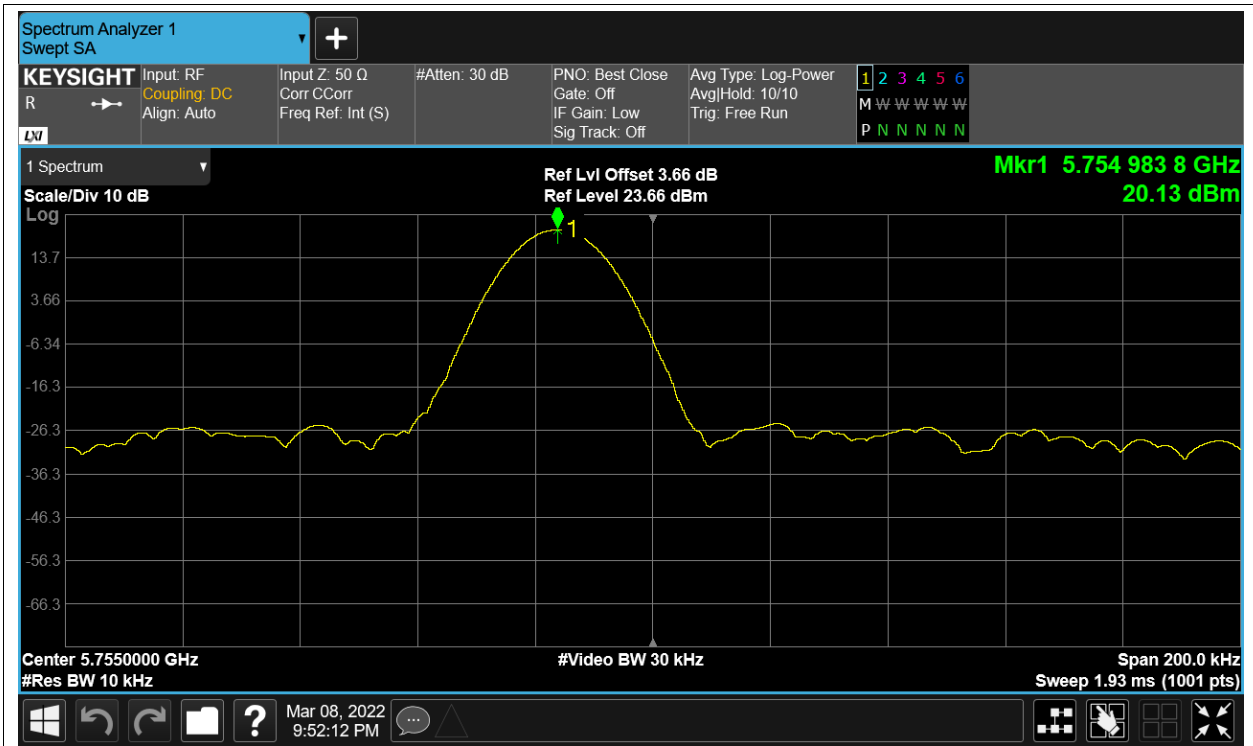 Spectrum Analyzer 1
Swept SA
+
KEYSIGHT
R
LXI
Input: RF
Coupling: DC
Align: Auto
Input Z: 50 Ω
Corr CCorr
Freq Ref: Int (S)
#Atten: 30 dB
PNO: Best Close
Gate: Off
IF Gain: Low
Sig Track: Off
Avg Type: Log-Power
Avg|Hold: 10/10
Trig: Free Run
1 2 3 4 5 6
M W W W W W W
P N N N N N N
1 Spectrum
Scale/Div 10 dB
Log
Ref Lvl Offset 3.66 dB
Ref Level 23.66 dBm
Mkr1 5.754 983 8 GHz
20.13 dBm
1
13.7
3.66
-6.34
-16.3
-26.3
-36.3
-46.3
-56.3
-66.3
Center 5.7550000 GHz
#Res BW 10 kHz
#Video BW 30 kHz
Span 200.0 kHz
Sweep 1.93 ms (1001 pts)
?
Mar 08, 2022
9:52:12 PM